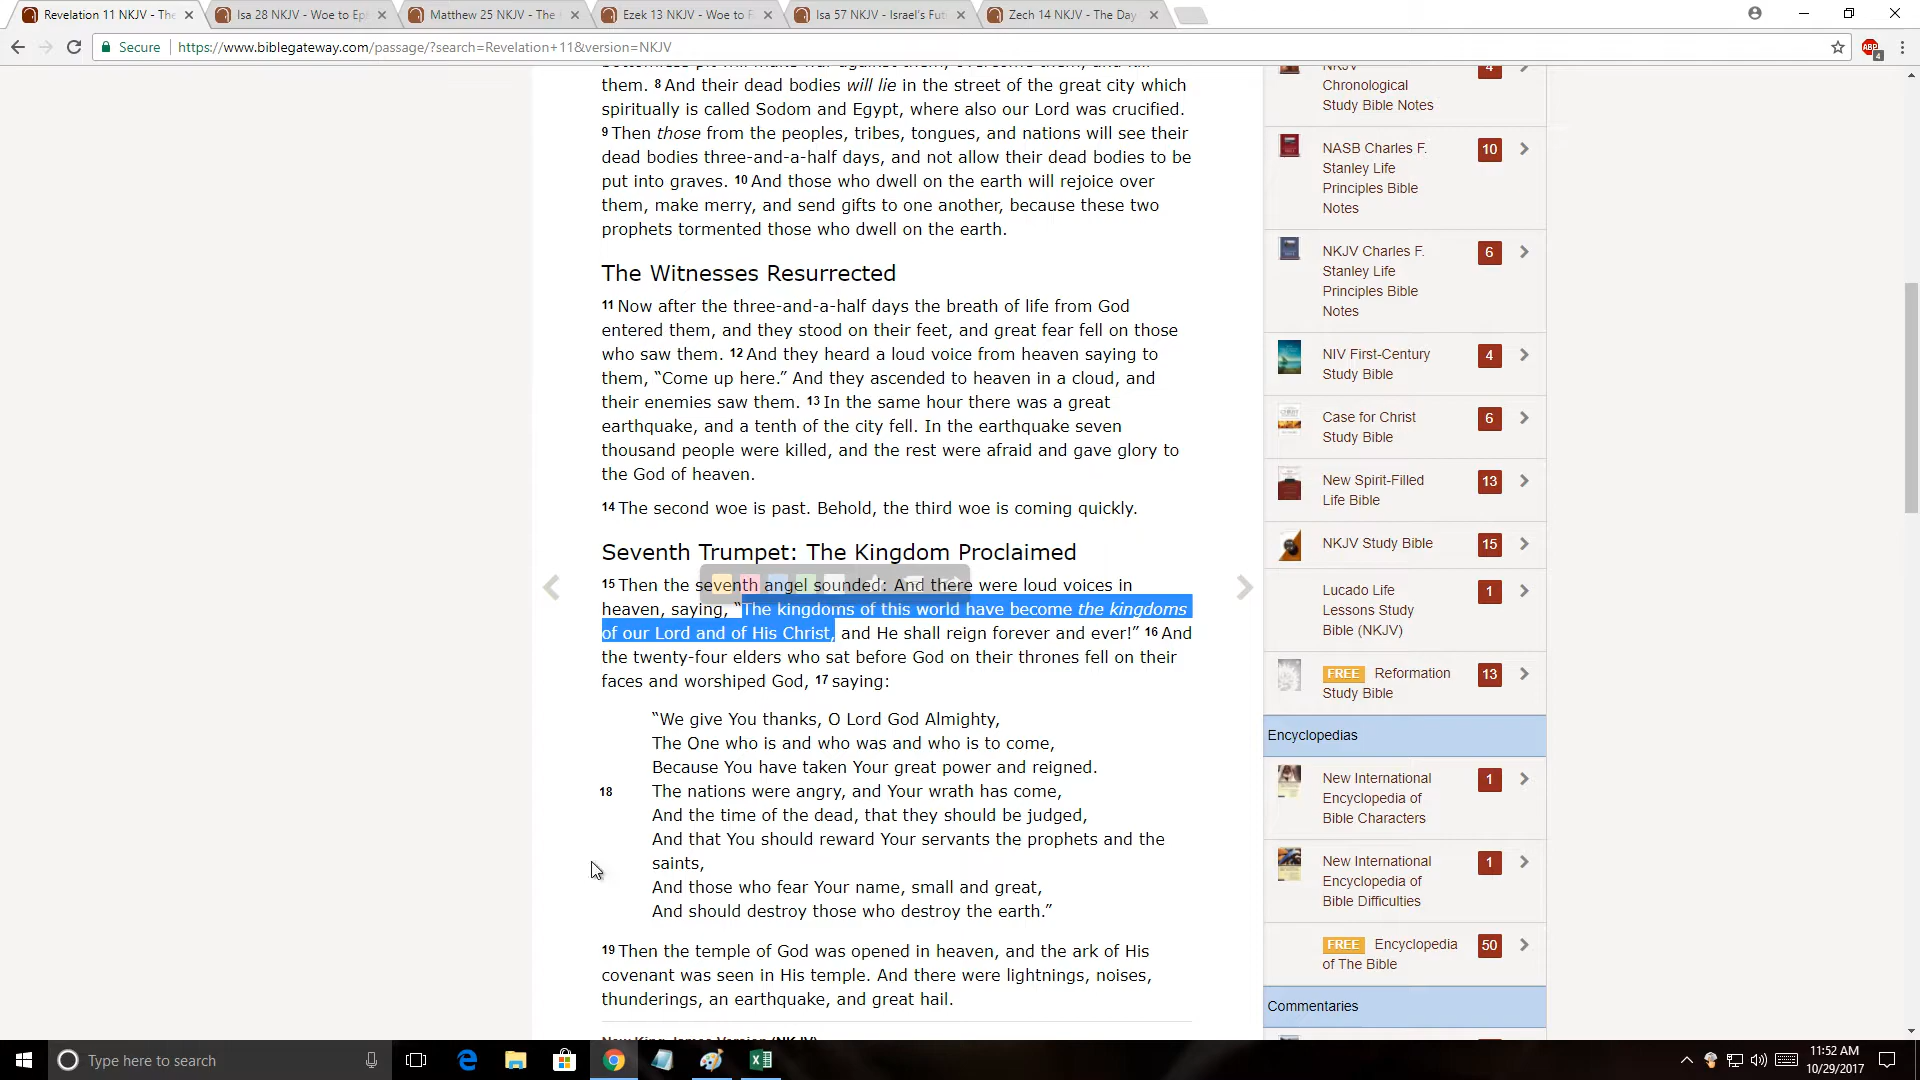 Revelation 11 NKJV - The
Isa 28 NKJV - Woe to Ep
Matthew 25 NKJV - The
Ezek 13 NKJV - Woe to F
Isa 57 NKJV - Israel's Fut
Zech 14 NKJV - The Day
Secure
https://www.biblegateway.com/passage/?search=Revelation+11&version=NKJV
ABP
4
bottomless pit will make war against them, overcome them, and kill
them. 8 And their dead bodies will lie in the street of the great city which
spiritually is called Sodom and Egypt, where also our Lord was crucified.
9 Then those from the peoples, tribes, tongues, and nations will see their
dead bodies three-and-a-half days, and not allow their dead bodies to be
put into graves. 10 And those who dwell on the earth will rejoice over
them, make merry, and send gifts to one another, because these two
prophets tormented those who dwell on the earth.
The Witnesses Resurrected
11 Now after the three-and-a-half days the breath of life from God
entered them, and they stood on their feet, and great fear fell on those
who saw them. 12 And they heard a loud voice from heaven saying to
them, “Come up here.” And they ascended to heaven in a cloud, and
their enemies saw them. 13 In the same hour there was a great
earthquake, and a tenth of the city fell. In the earthquake seven
thousand people were killed, and the rest were afraid and gave glory to
the God of heaven.
14 The second woe is past. Behold, the third woe is coming quickly.
Seventh Trumpet: The Kingdom Proclaimed
15 Then the seventh angel sounded: And there were loud voices in
heaven, saying, “The kingdoms of this world have become the kingdoms
of our Lord and of His Christ, and He shall reign forever and ever!” 16 And
the twenty-four elders who sat before God on their thrones fell on their
faces and worshiped God, 17 saying:
“We give You thanks, O Lord God Almighty,
The One who is and who was and who is to come,
Because You have taken Your great power and reigned.
18 The nations were angry, and Your wrath has come,
And the time of the dead, that they should be judged,
And that You should reward Your servants the prophets and the
saints,
And those who fear Your name, small and great,
And should destroy those who destroy the earth.”
19 Then the temple of God was opened in heaven, and the ark of His
covenant was seen in His temple. And there were lightnings, noises,
thunderings, an earthquake, and great hail.
New King James Version (NKJV)
NKJV 4
Chronological
Study Bible Notes
NASB Charles F. 10
Stanley Life
Principles Bible
Notes
NKJV Charles F. 6
Stanley Life
Principles Bible
Notes
NIV First-Century 4
Study Bible
Case for Christ 6
Study Bible
New Spirit-Filled 13
Life Bible
NKJV Study Bible 15
Lucado Life 1
Lessons Study
Bible (NKJV)
FREE Reformation 13
Study Bible
Encyclopedias
New International 1
Encyclopedia of
Bible Characters
New International 1
Encyclopedia of
Bible Difficulties
FREE Encyclopedia 50
of The Bible
Commentaries
Type here to search
11:52 AM
10/29/2017